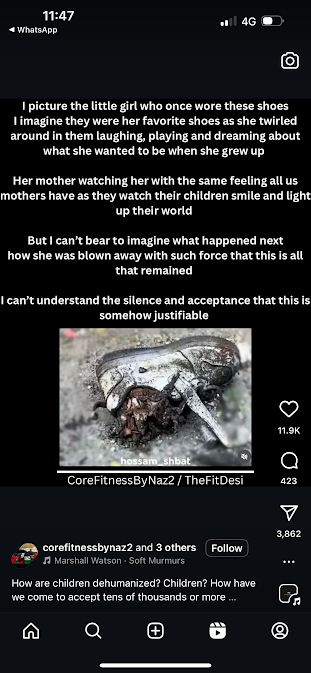 11:47
4G
WhatsApp
I picture the little girl who once wore these shoes
I imagine they were her favorite shoes as she twirled
around in them laughing, playing and dreaming about
what she wanted to be when she grew up
Her mother watching her with the same feeling all us
mothers have as they watch their children smile and light
up their world
But I can't bear to imagine what happened next
how she was blown away with such force that this is all
that remained
I can't understand the silence and acceptance that this is
somehow justifiable
hossam_shbat
CoreFitnessByNaz2 / TheFitDesi
11.9K
423
3,862
corefitnessbynaz2 and 3 others
Follow
Marshall Watson · Soft Murmurs
How are children dehumanized? Children? How have
we come to accept tens of thousands or more ...